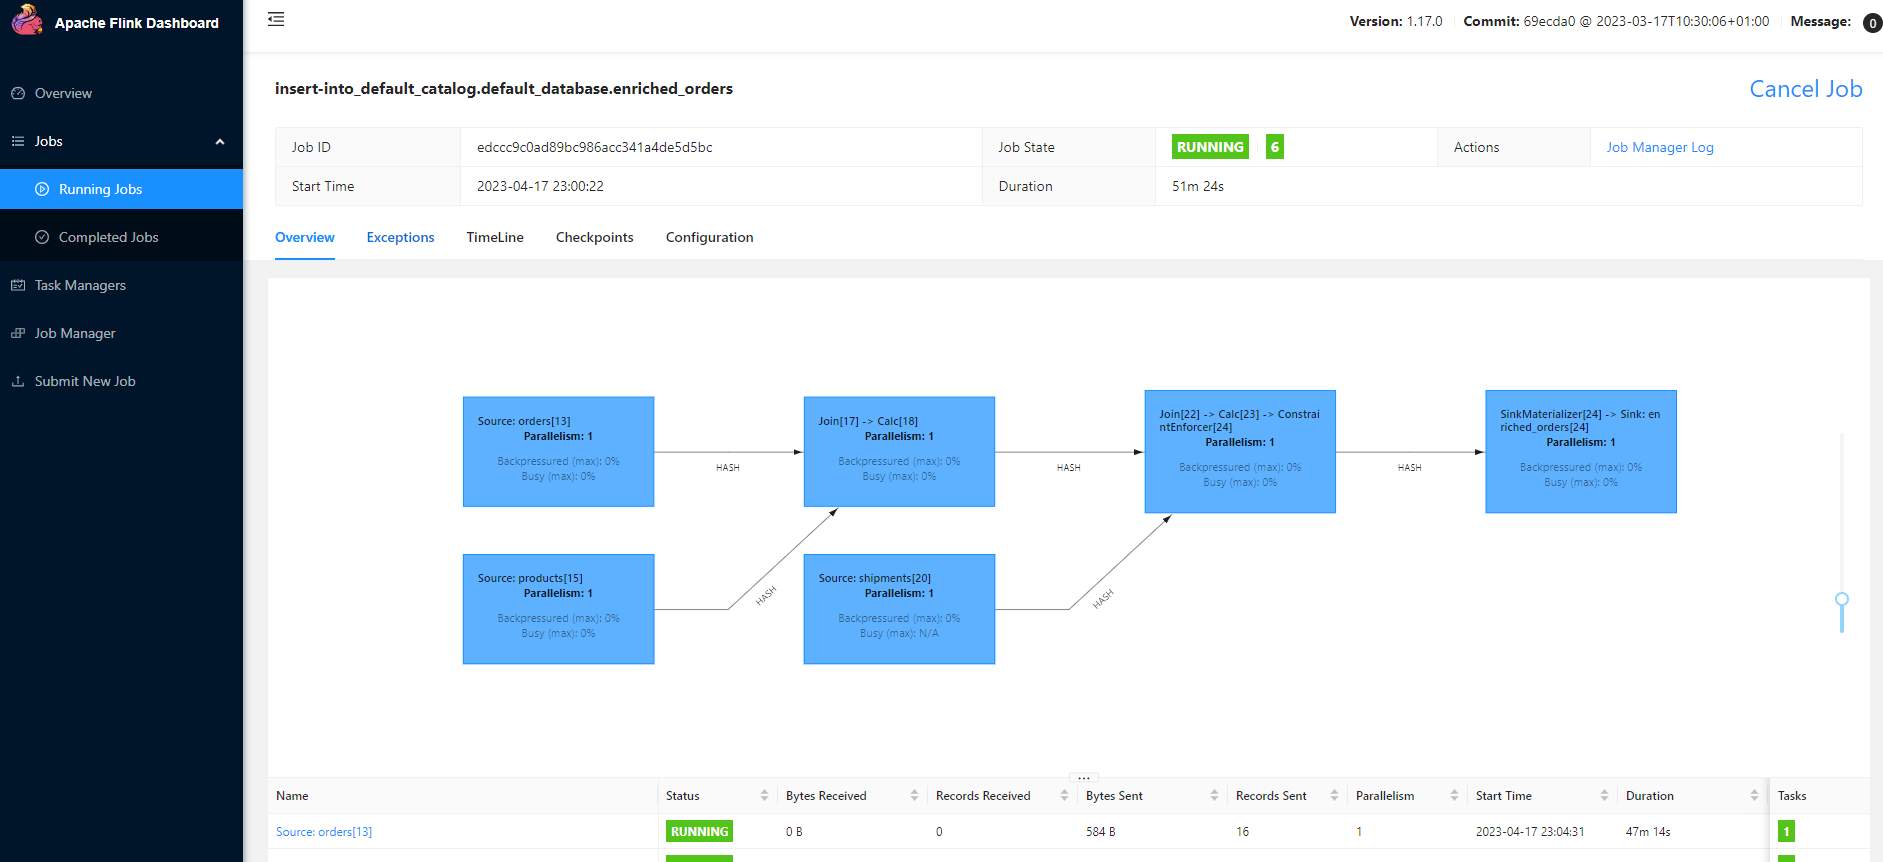 Apache Flink Dashboard
Version: 1.17.0 Commit: 69ecda0 @ 2023-03-17T10:30:06+01:00 Message: 0
Overview
Jobs
Running Jobs
Completed Jobs
Task Managers
Job Manager
Submit New Job
insert-into_default_catalog.default_database.enriched_orders
Cancel Job
Job ID edccc9c0ad89bc986acc341a4de5d5bc Job State RUNNING 6 Actions Job Manager Log
Start Time 2023-04-17 23:00:22 Duration 51m 24s
Overview Exceptions TimeLine Checkpoints Configuration
Source: orders[13]
Parallelism: 1
Backpressured (max): 0%
Busy (max): 0%
HASH
Join[17] -> Calc[18]
Parallelism: 1
Backpressured (max): 0%
Busy (max): 0%
HASH
Join[22] -> Calc[23] -> Constrai
ntEnforcer[24]
Parallelism: 1
Backpressured (max): 0%
Busy (max): 0%
HASH
SinkMaterializer[24] -> Sink: en
riched_orders[24]
Parallelism: 1
Backpressured (max): 0%
Busy (max): 0%
Source: products[15]
Parallelism: 1
Backpressured (max): 0%
Busy (max): 0%
HASH
Source: shipments[20]
Parallelism: 1
Backpressured (max): 0%
Busy (max): N/A
HASH
Name Status Bytes Received Records Received Bytes Sent Records Sent Parallelism Start Time Duration Tasks
Source: orders[13] RUNNING 0 B 0 584 B 16 1 2023-04-17 23:04:31 47m 14s 1